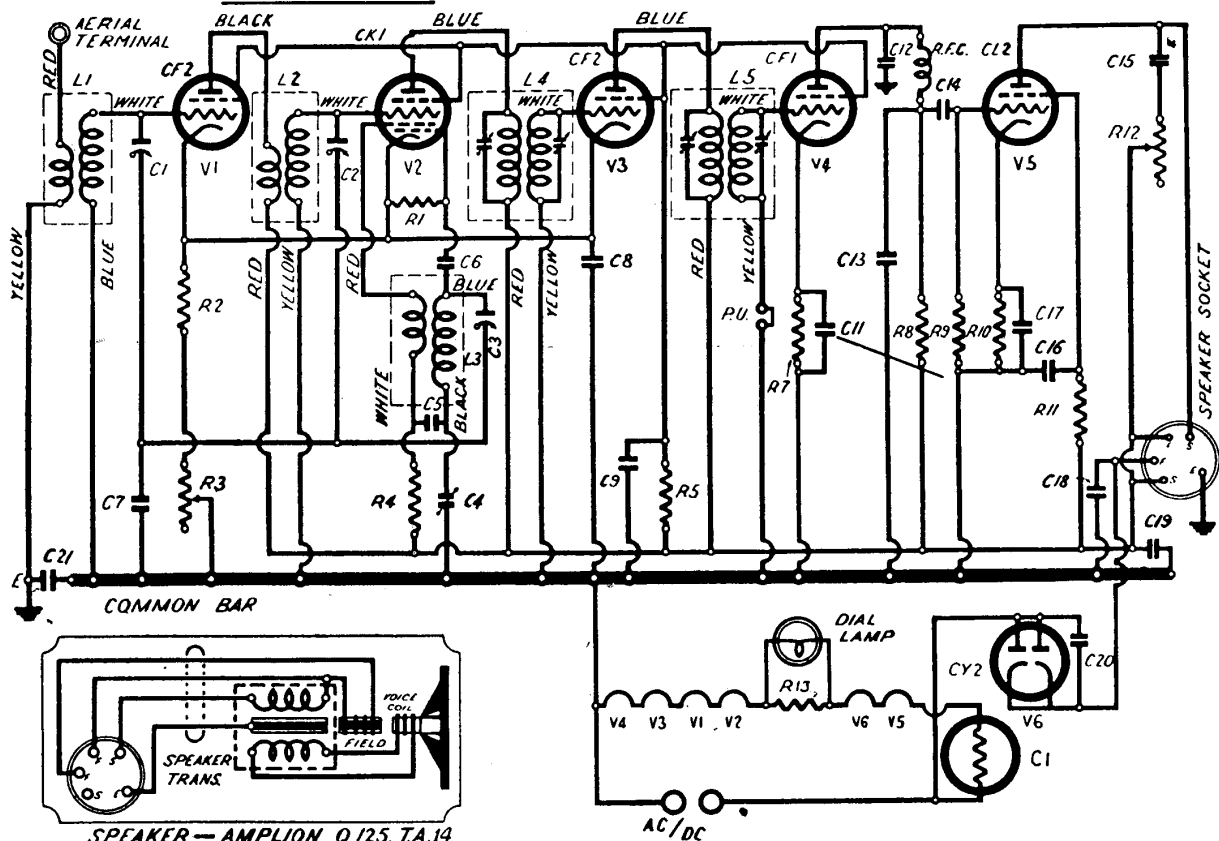 AERIAL
TERMINAL
BLACK
BLUE
BLUE
CK1
CF2
CF2
CF1
C12
R.F.C.
CL2
C15
RED
L1
WHITE
L2
WHITE
L4
WHITE
L5
WHITE
C14
R12
C1
V1
C2
V2
V3
V4
V5
R1
YELLOW
BLUE
RED
YELLOW
RED
C6
BLUE
RED
YELLOW
C8
RED
YELLOW
C13
SPEAKER SOCKET
R2
C3
L3
P.U.
C11
R8
R9
R10
C17
C16
WHITE
C5
BLACK
R7
R11
R3
C7
R4
C4
C9
R5
C18
F
S
F
S
E
C19
E
C21
COMMON BAR
DIAL
LAMP
R13
CY2
C20
V6
V4
V3
V1
V2
V6
V5
C1
AC/DC
VOICE
COIL
FIELD
SPEAKER
TRANS.
F
S
F
S
E
SPEAKER — AMPLION O.125. T.A.14